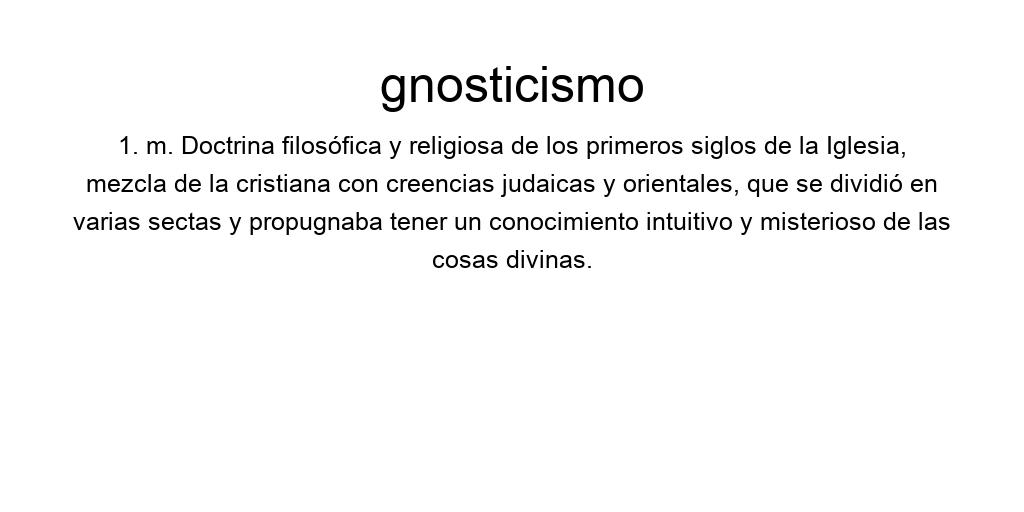 gnosticismo
1. m. Doctrina filosófica y religiosa de los primeros siglos de la Iglesia,
mezcla de la cristiana con creencias judaicas y orientales, que se dividió en
varias sectas y propugnaba tener un conocimiento intuitivo y misterioso de las
cosas divinas.